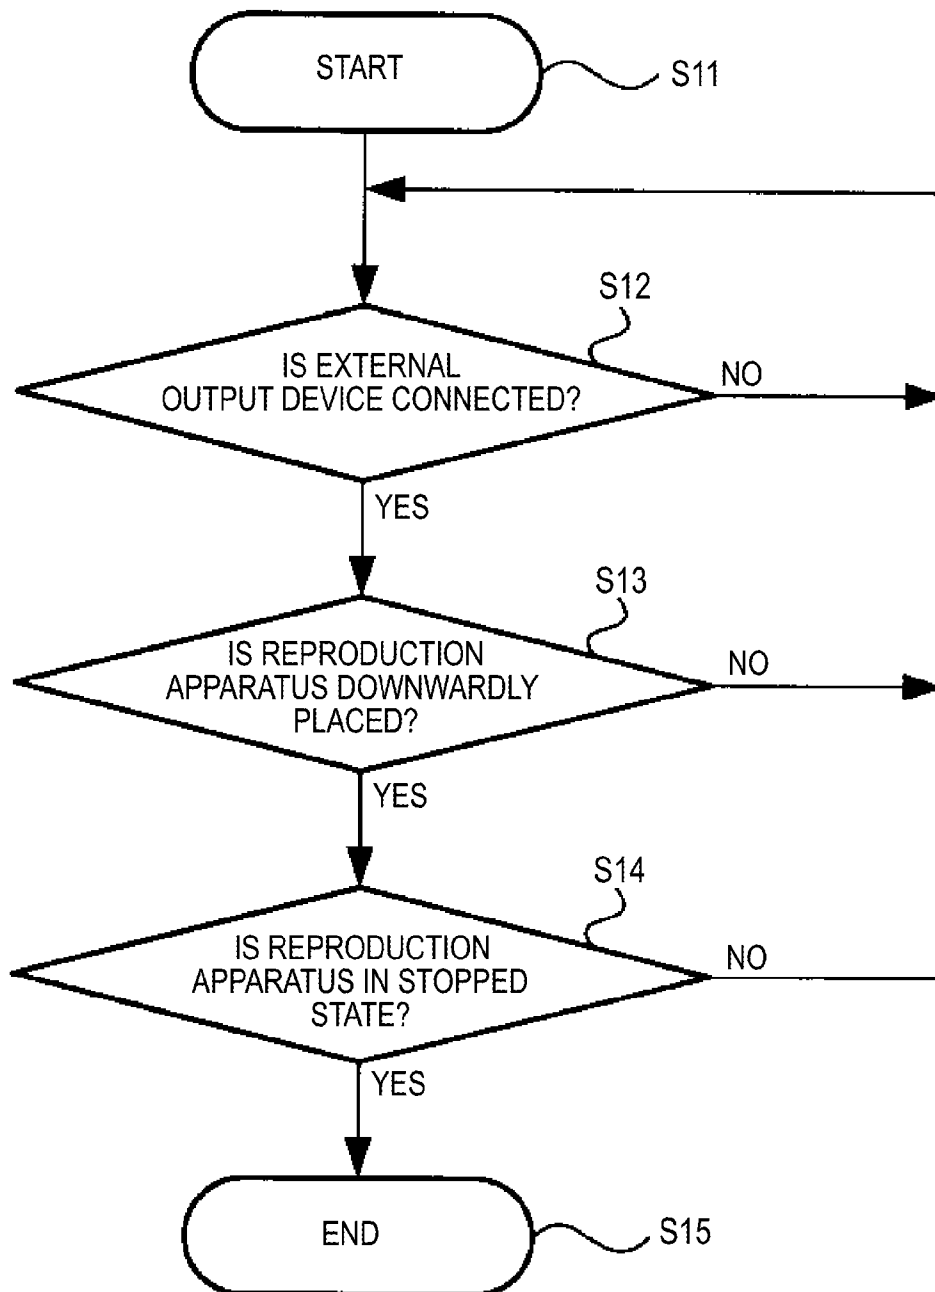 START
S11
S12
IS EXTERNAL
OUTPUT DEVICE CONNECTED?
NO
YES
S13
IS REPRODUCTION
APPARATUS DOWNWARDLY
PLACED?
NO
YES
S14
IS REPRODUCTION
APPARATUS IN STOPPED
STATE?
NO
YES
END
S15